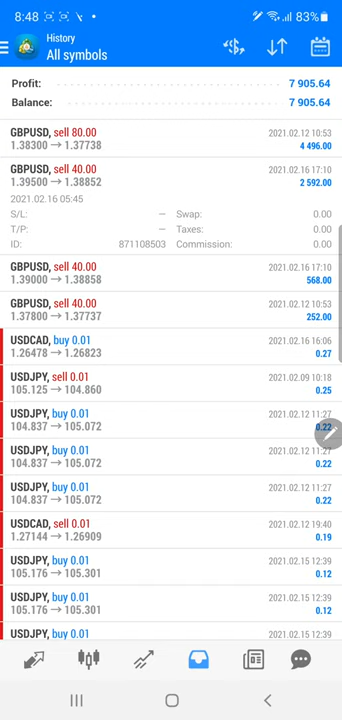 8:48 83%
History
All symbols
Profit: 7 905.64
Balance: 7 905.64
GBPUSD, sell 80.00 2021.02.12 10:53
1.38300 → 1.37738 4 496.00
GBPUSD, sell 40.00 2021.02.16 17:10
1.39500 → 1.38852 2 592.00
2021.02.16 05:45
S/L: – Swap: 0.00
T/P: – Taxes: 0.00
ID: 871108503 Commission: 0.00
GBPUSD, sell 40.00 2021.02.16 17:10
1.39000 → 1.38858 568.00
GBPUSD, sell 40.00 2021.02.12 10:53
1.37800 → 1.37737 252.00
USDCAD, buy 0.01 2021.02.16 16:06
1.26478 → 1.26823 0.27
USDJPY, sell 0.01 2021.02.09 10:18
105.125 → 104.860 0.25
USDJPY, buy 0.01 2021.02.12 11:27
104.837 → 105.072 0.22
USDJPY, buy 0.01 2021.02.12 11:27
104.837 → 105.072 0.22
USDJPY, buy 0.01 2021.02.12 11:27
104.837 → 105.072 0.22
USDCAD, sell 0.01 2021.02.12 19:40
1.27144 → 1.26909 0.19
USDJPY, buy 0.01 2021.02.15 12:39
105.176 → 105.301 0.12
USDJPY, buy 0.01 2021.02.15 12:39
105.176 → 105.301 0.12
USDJPY, buy 0.01 2021.02.15 12:39